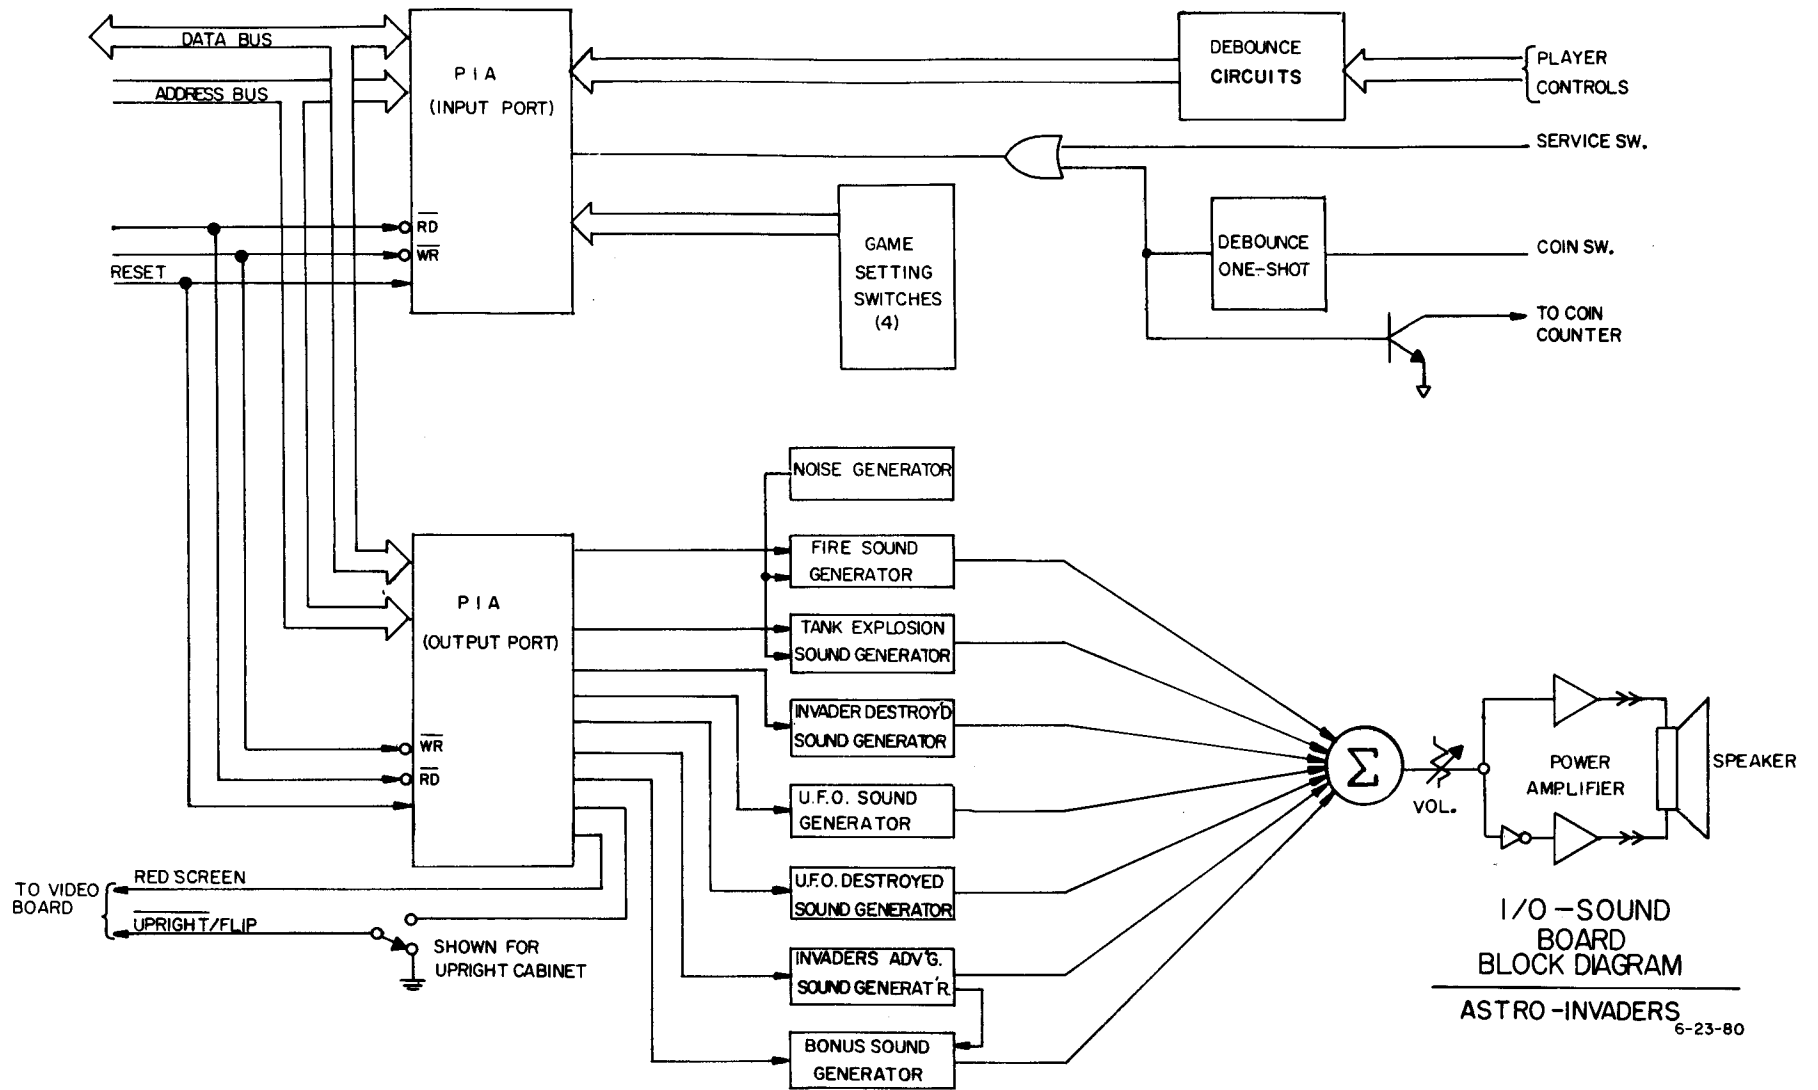 DATA BUS
ADDRESS BUS
PIA
(INPUT PORT)
RD
WR
RESET
DEBOUNCE
CIRCUITS
PLAYER
CONTROLS
SERVICE SW.
GAME
SETTING
SWITCHES
(4)
DEBOUNCE
ONE-SHOT
COIN SW.
TO COIN
COUNTER
NOISE GENERATOR
FIRE SOUND
GENERATOR
PIA
(OUTPUT PORT)
WR
RD
TANK EXPLOSION
SOUND GENERATOR
INVADER DESTROY'D
SOUND GENERATOR
U.F.O. SOUND
GENERATOR
U.F.O. DESTROYED
SOUND GENERATOR
INVADERS ADV'G.
SOUND GENERAT'R.
BONUS SOUND
GENERATOR
Σ
VOL.
POWER
AMPLIFIER
SPEAKER
TO VIDEO
BOARD
RED SCREEN
UPRIGHT/FLIP
SHOWN FOR
UPRIGHT CABINET
I/O-SOUND
BOARD
BLOCK DIAGRAM
ASTRO-INVADERS
6-23-80